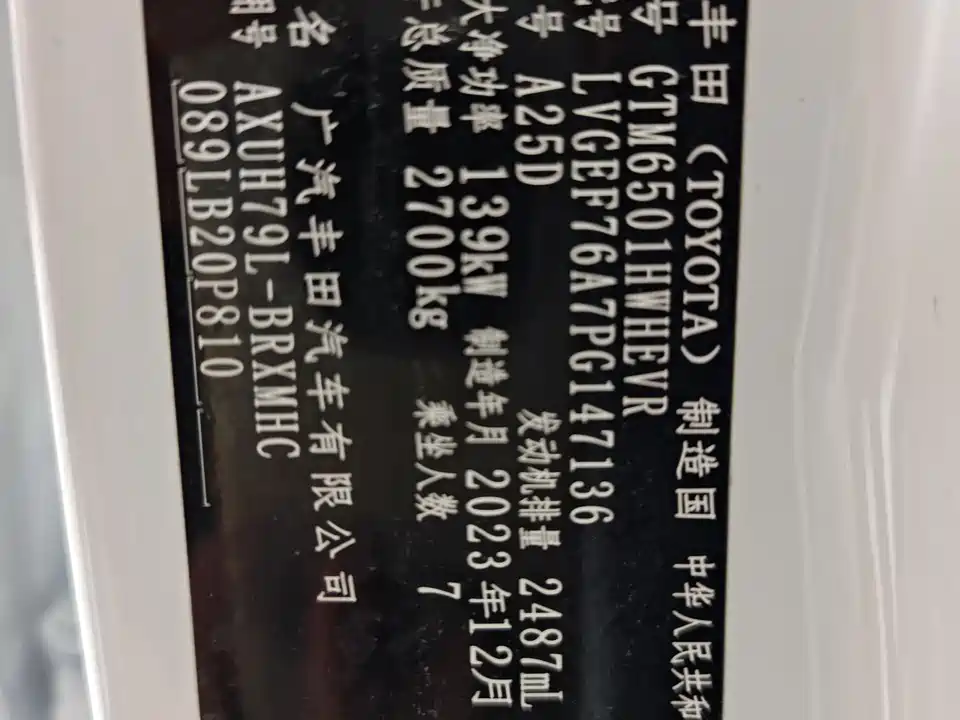 丰田（TOYOTA） 制造国 中华人民共和
号 GTM6501HWHEVR
号 LVGEF76A7PG147136
号 A25D 发动机排量 2487mL
大净功率 139kW 制造年月 2023年12月
总质量 2700kg 乘坐人数 7
名 广汽丰田汽车有限公司
号 AXUH79L-BRXMHC
089LB20P810